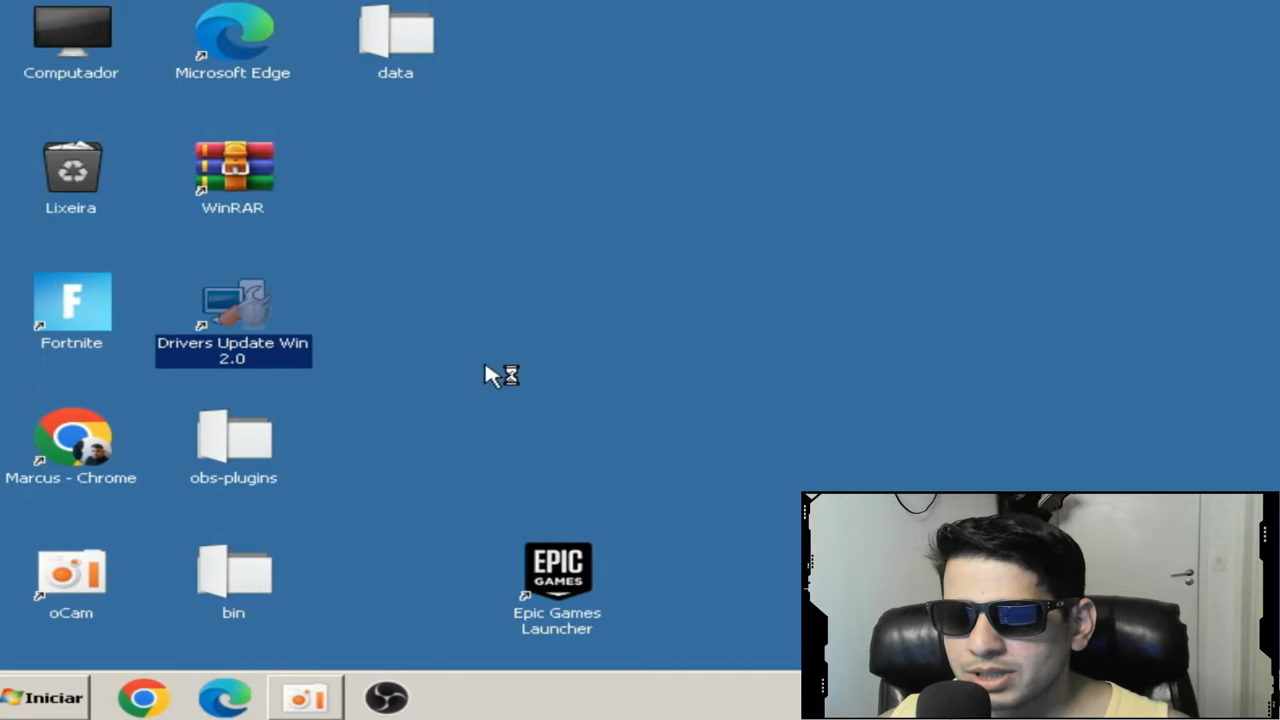 Computador
Microsoft Edge
data
Lixeira
WinRAR
F
Fortnite
Drivers Update Win
2.0
Marcus - Chrome
obs-plugins
oCam
bin
EPIC
GAMES
Epic Games
Launcher
Iniciar